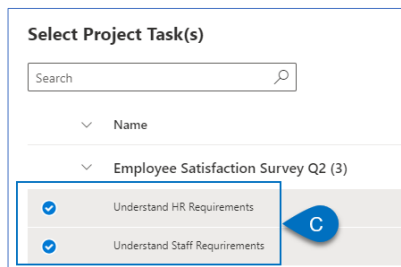 Select Project Task(s)
Search
Name
Employee Satisfaction Survey Q2 (3)
Understand HR Requirements
C
Understand Staff Requrirements